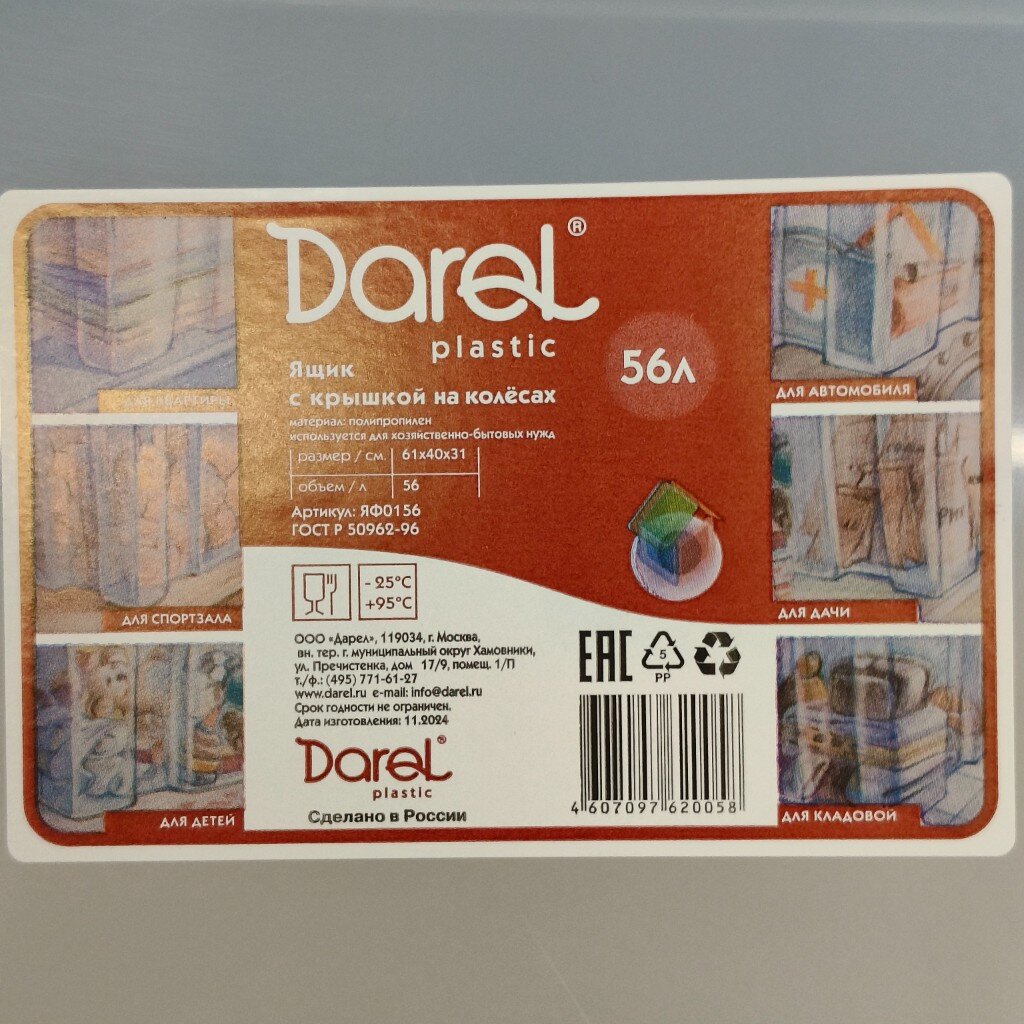 Darel®
plastic
56л
Ящик
с крышкой на колёсах
материал: полипропилен
используется для хозяйственно-бытовых нужд
размер / см. 61х40х31
объем / л 56
Артикул: ЯФ0156
ГОСТ Р 50962-96
- 25°C
+95°C
ООО «Дарел», 119034, г. Москва,
вн. тер. г. муниципальный округ Хамовники,
ул. Пречистенка, дом 17/9, помещ. 1/П
т./ф.: (495) 771-61-27
www.darel.ru e-mail: info@darel.ru
Срок годности не ограничен.
Дата изготовления: 11.2024
Darel®
plastic
Сделано в России
EAC
5
PP
4 607097 620058
ДЛЯ КВАРТИРЫ
ДЛЯ СПОРТЗАЛА
ДЛЯ ДЕТЕЙ
ДЛЯ АВТОМОБИЛЯ
ДЛЯ ДАЧИ
ДЛЯ КЛАДОВОЙ